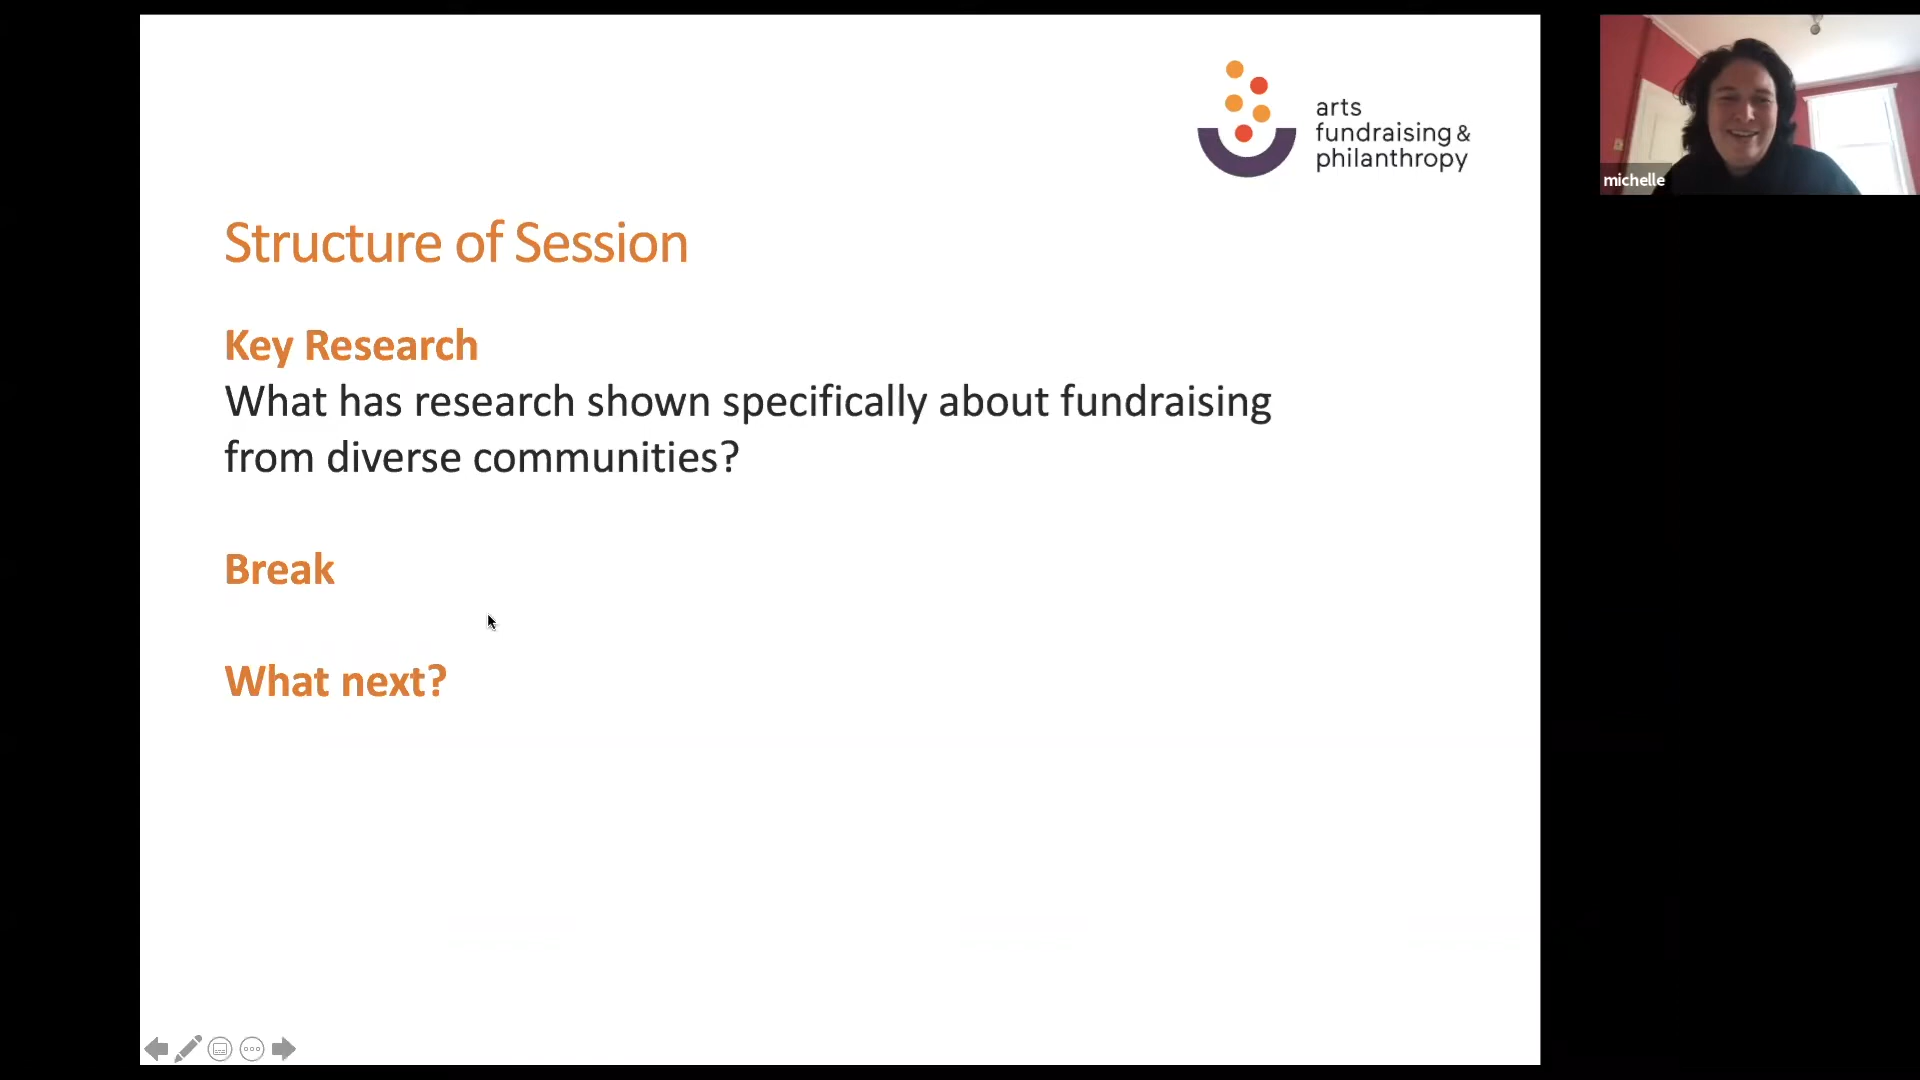 arts
fundraising &
philanthropy
michelle
Structure of Session
Key Research
What has research shown specifically about fundraising
from diverse communities?
Break
What next?